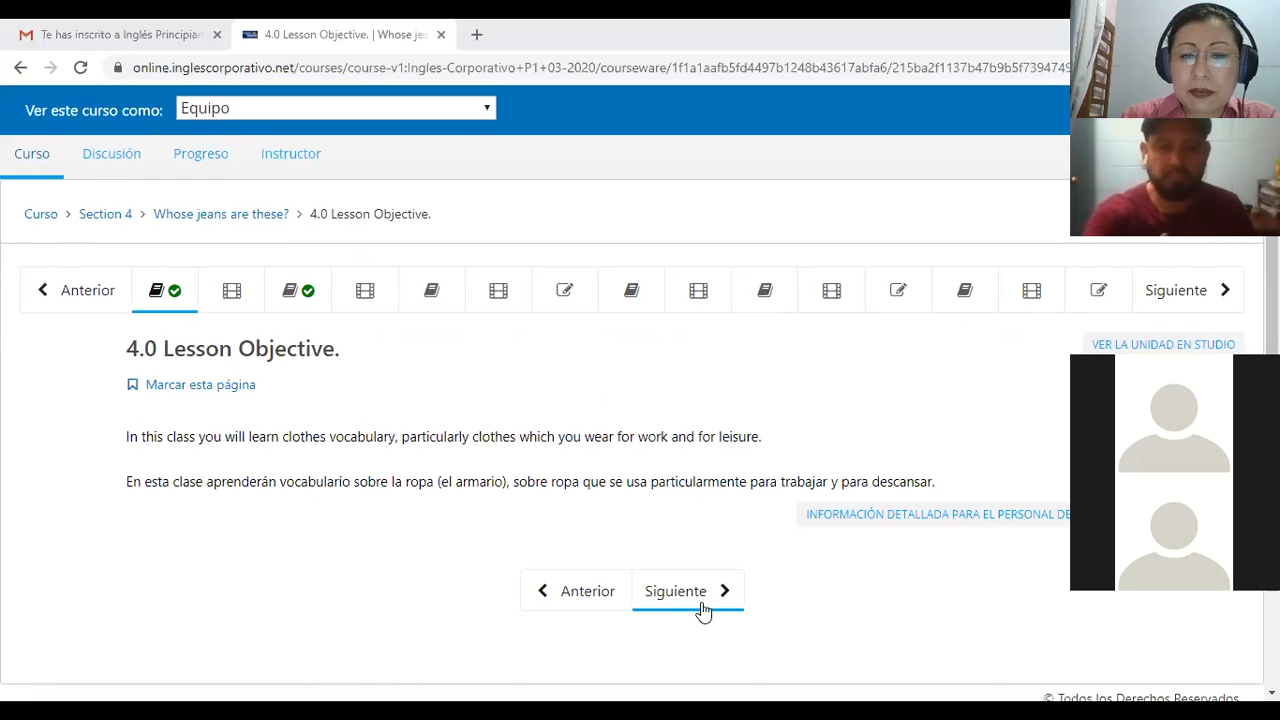 Te has inscrito a Inglés Principian
4.0 Lesson Objective. | Whose je
online.inglescorporativo.net/courses/course-v1:Ingles-Corporativo+P1+03-2020/courseware/1f1a1aafb5fd4497b1248b43617abfa6/215ba2f1137b47b9b5f7394749
Ver este curso como: Equipo
Curso Discusión Progreso Instructor
Curso > Section 4 > Whose jeans are these? > 4.0 Lesson Objective.
Anterior Siguiente
4.0 Lesson Objective.
VER LA UNIDAD EN STUDIO
Marcar esta página
In this class you will learn clothes vocabulary, particularly clothes which you wear for work and for leisure.
En esta clase aprenderán vocabulario sobre la ropa (el armario), sobre ropa que se usa particularmente para trabajar y para descansar.
INFORMACIÓN DETALLADA PARA EL PERSONAL DE
Anterior Siguiente
© Todos los Derechos Reservados